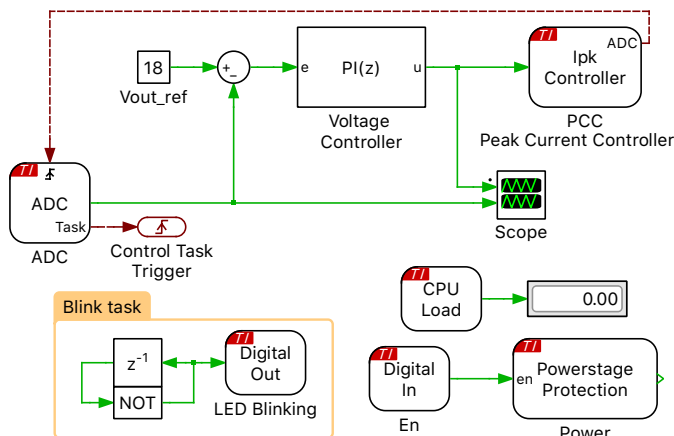 TI
Ipk
Controller
ADC
PCC
Peak Current Controller
18
Vout_ref
+
−
e
PI(z)
u
Voltage
Controller
TI
ADC
Task
ADC
Control Task
Trigger
Scope
Blink task
z-1
NOT
TI
Digital
Out
LED Blinking
TI
CPU
Load
0.00
TI
Digital
In
En
TI
en
Powerstage
Protection
Power